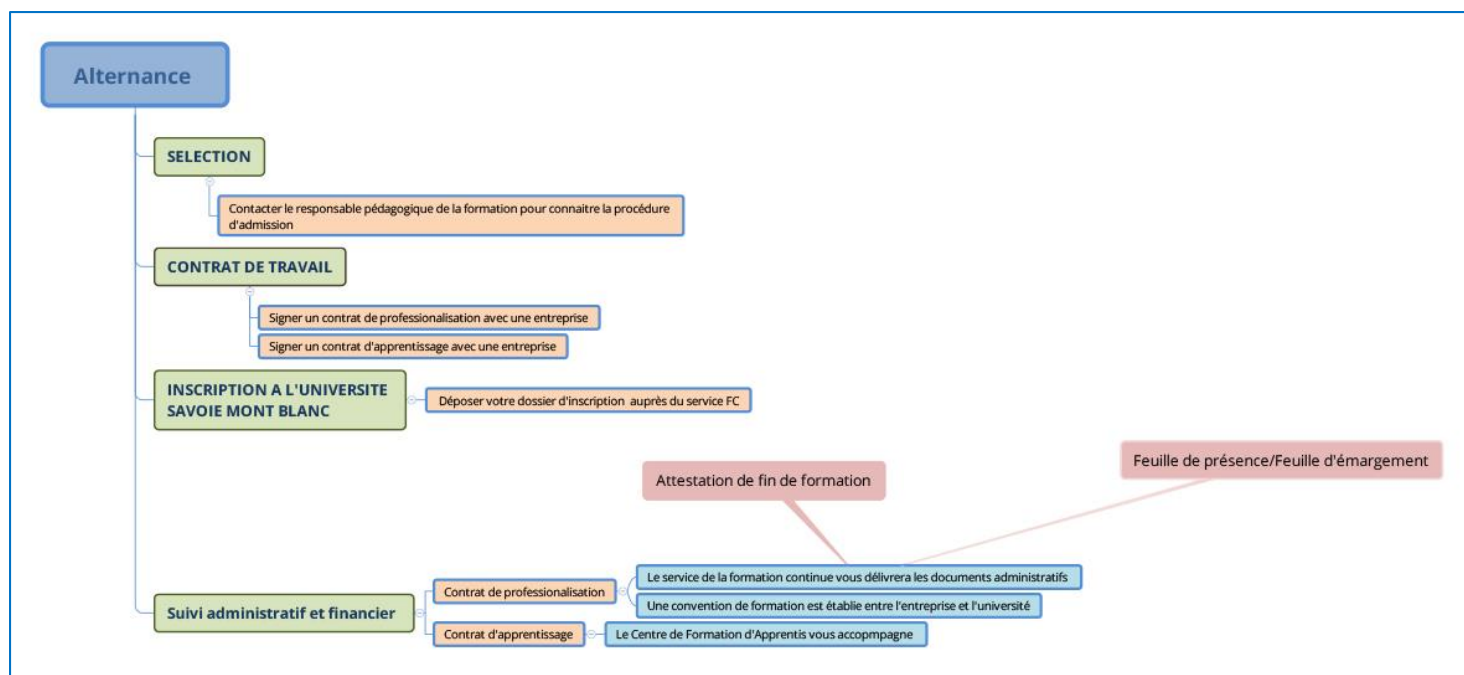 Alternance
SELECTION
Contacter le responsable pédagogique de la formation pour connaitre la procédure
d'admission
CONTRAT DE TRAVAIL
Signer un contrat de professionalisation avec une entreprise
Signer un contrat d'apprentissage avec une entreprise
INSCRIPTION A L'UNIVERSITE
SAVOIE MONT BLANC
Déposer votre dossier d'inscription auprès du service FC
Feuille de présence/Feuille d'émargement
Attestation de fin de formation
Suivi administratif et financier
Contrat de professionalisation
Le service de la formation continue vous délivrera les documents administratifs
Une convention de formation est établie entre l'entreprise et l'université
Contrat d'apprentissage
Le Centre de Formation d'Apprentis vous accopmpagne